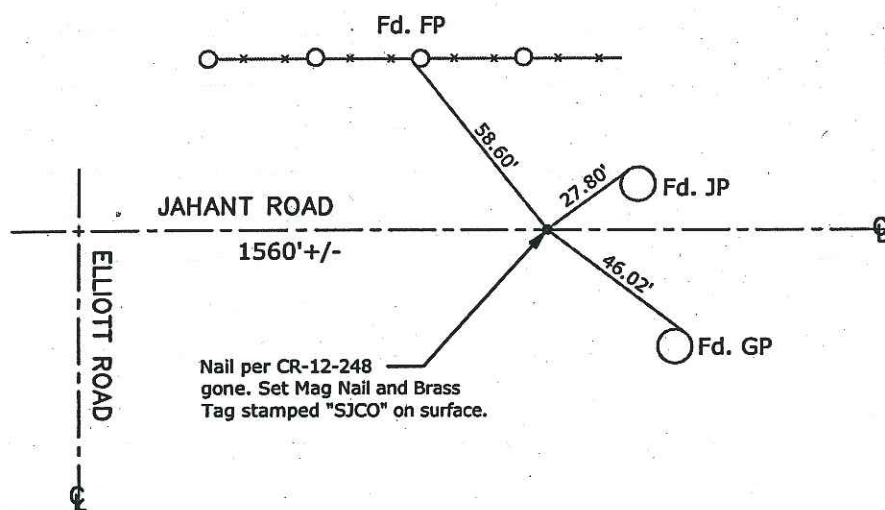 Fd. FP
58.60'
27.80'
Fd. JP
JAHANT ROAD
1560'+/-
℄
ELLIOTT ROAD
46.02'
Fd. GP
Nail per CR-12-248
gone. Set Mag Nail and Brass
Tag stamped "SJCO" on surface.
℄